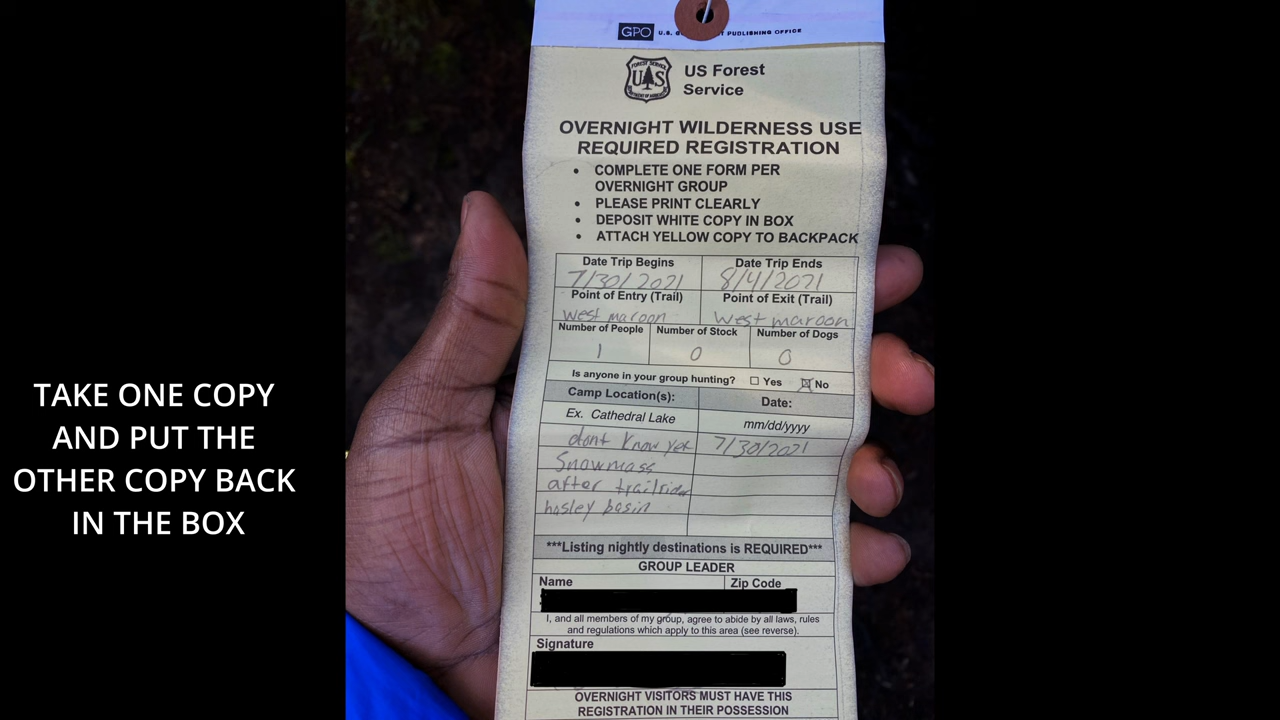 GPO U.S. GOVERNMENT PUBLISHING OFFICE
FOREST SERVICE
U S
DEPARTMENT OF AGRICULTURE
US Forest
Service
OVERNIGHT WILDERNESS USE
REQUIRED REGISTRATION
• COMPLETE ONE FORM PER
OVERNIGHT GROUP
• PLEASE PRINT CLEARLY
• DEPOSIT WHITE COPY IN BOX
• ATTACH YELLOW COPY TO BACKPACK
Date Trip Begins Date Trip Ends
7/30/2021 8/4/2021
Point of Entry (Trail) Point of Exit (Trail)
west maroon west maroon
Number of People Number of Stock Number of Dogs
1 0 0
Is anyone in your group hunting? Yes No
Camp Location(s): Date:
Ex. Cathedral Lake mm/dd/yyyy
dont know yet 7/30/2021
Snowmass
after trailrider
hasley basin
***Listing nightly destinations is REQUIRED***
GROUP LEADER
Name Zip Code
I, and all members of my group, agree to abide by all laws, rules
and regulations which apply to this area (see reverse).
Signature
OVERNIGHT VISITORS MUST HAVE THIS
REGISTRATION IN THEIR POSSESSION
TAKE ONE COPY
AND PUT THE
OTHER COPY BACK
IN THE BOX